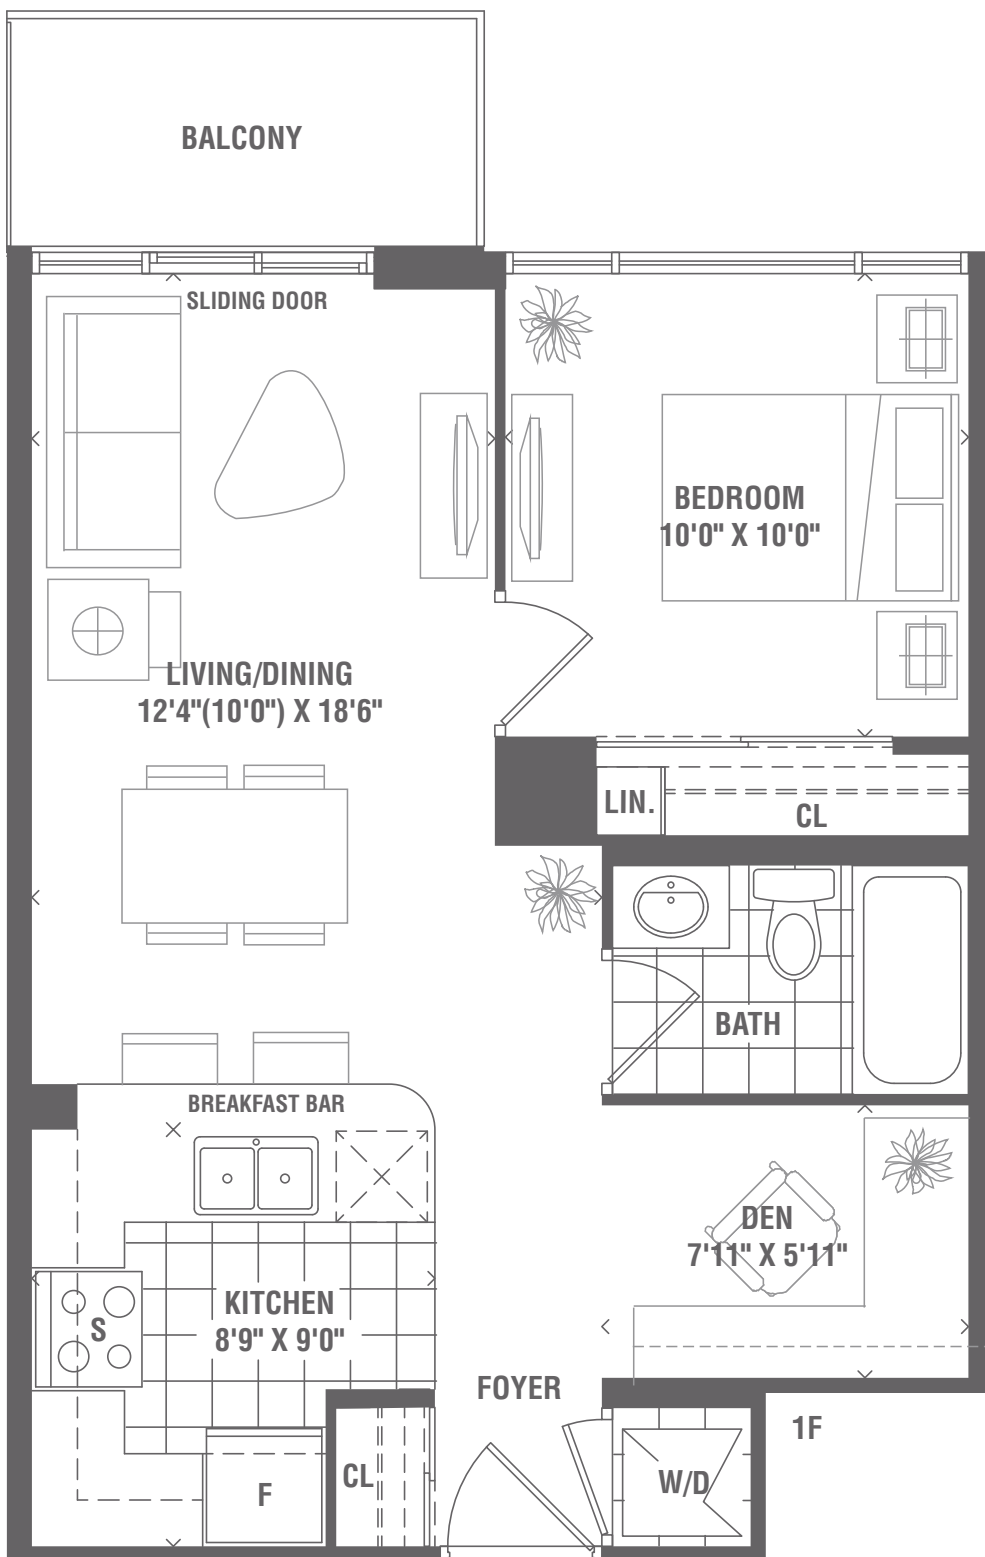 BALCONY
SLIDING DOOR
BEDROOM
10'0" X 10'0"
LIVING/DINING
12'4"(10'0") X 18'6"
LIN.
CL
BATH
BREAKFAST BAR
DEN
7'11" X 5'11"
KITCHEN
8'9" X 9'0"
S
FOYER
1F
CL
W/D
F